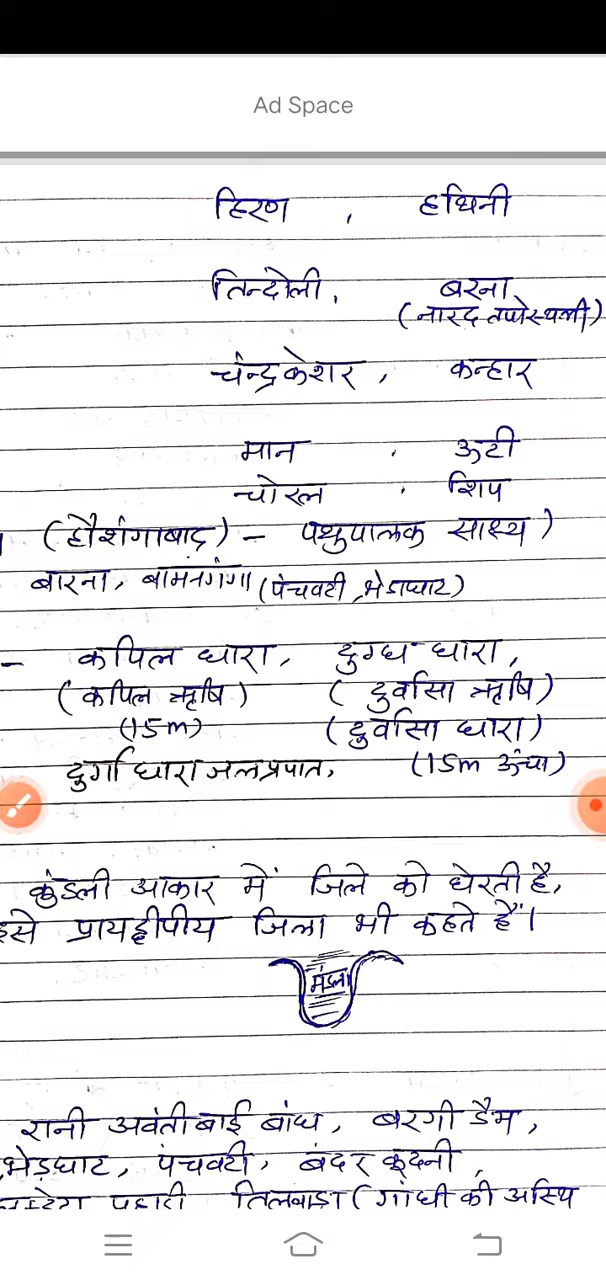 Ad Space
हिरण , हथिनी
तिन्दोली, बरना
(नारद तपोस्थली)
चंन्द्रकेशर, कन्हार
मान , ऊटी
चोरल , शिप
(हौशंगाबाद) - पशुपालक साक्ष्य)
बारना, बामनगंगा (पंचवटी, भेडाघाट)
- कपिल धारा, दुग्ध धारा,
(कपिल ऋषि) (दुर्वासा ऋषि)
(15m) (दुर्वासा धारा)
दुर्गा धारा जलप्रपात, (15m ऊंचा)
कुंडली आकार में जिले को घेरती है,
इसे प्रायद्वीपीय जिला भी कहते हैं।
मंडला
रानी अवंतीबाई बांध, बरगी डैम,
भेड़घाट, पंचवटी, बंदर कूदनी,
पहाडी तिलवाडा (गांधी की अस्थि